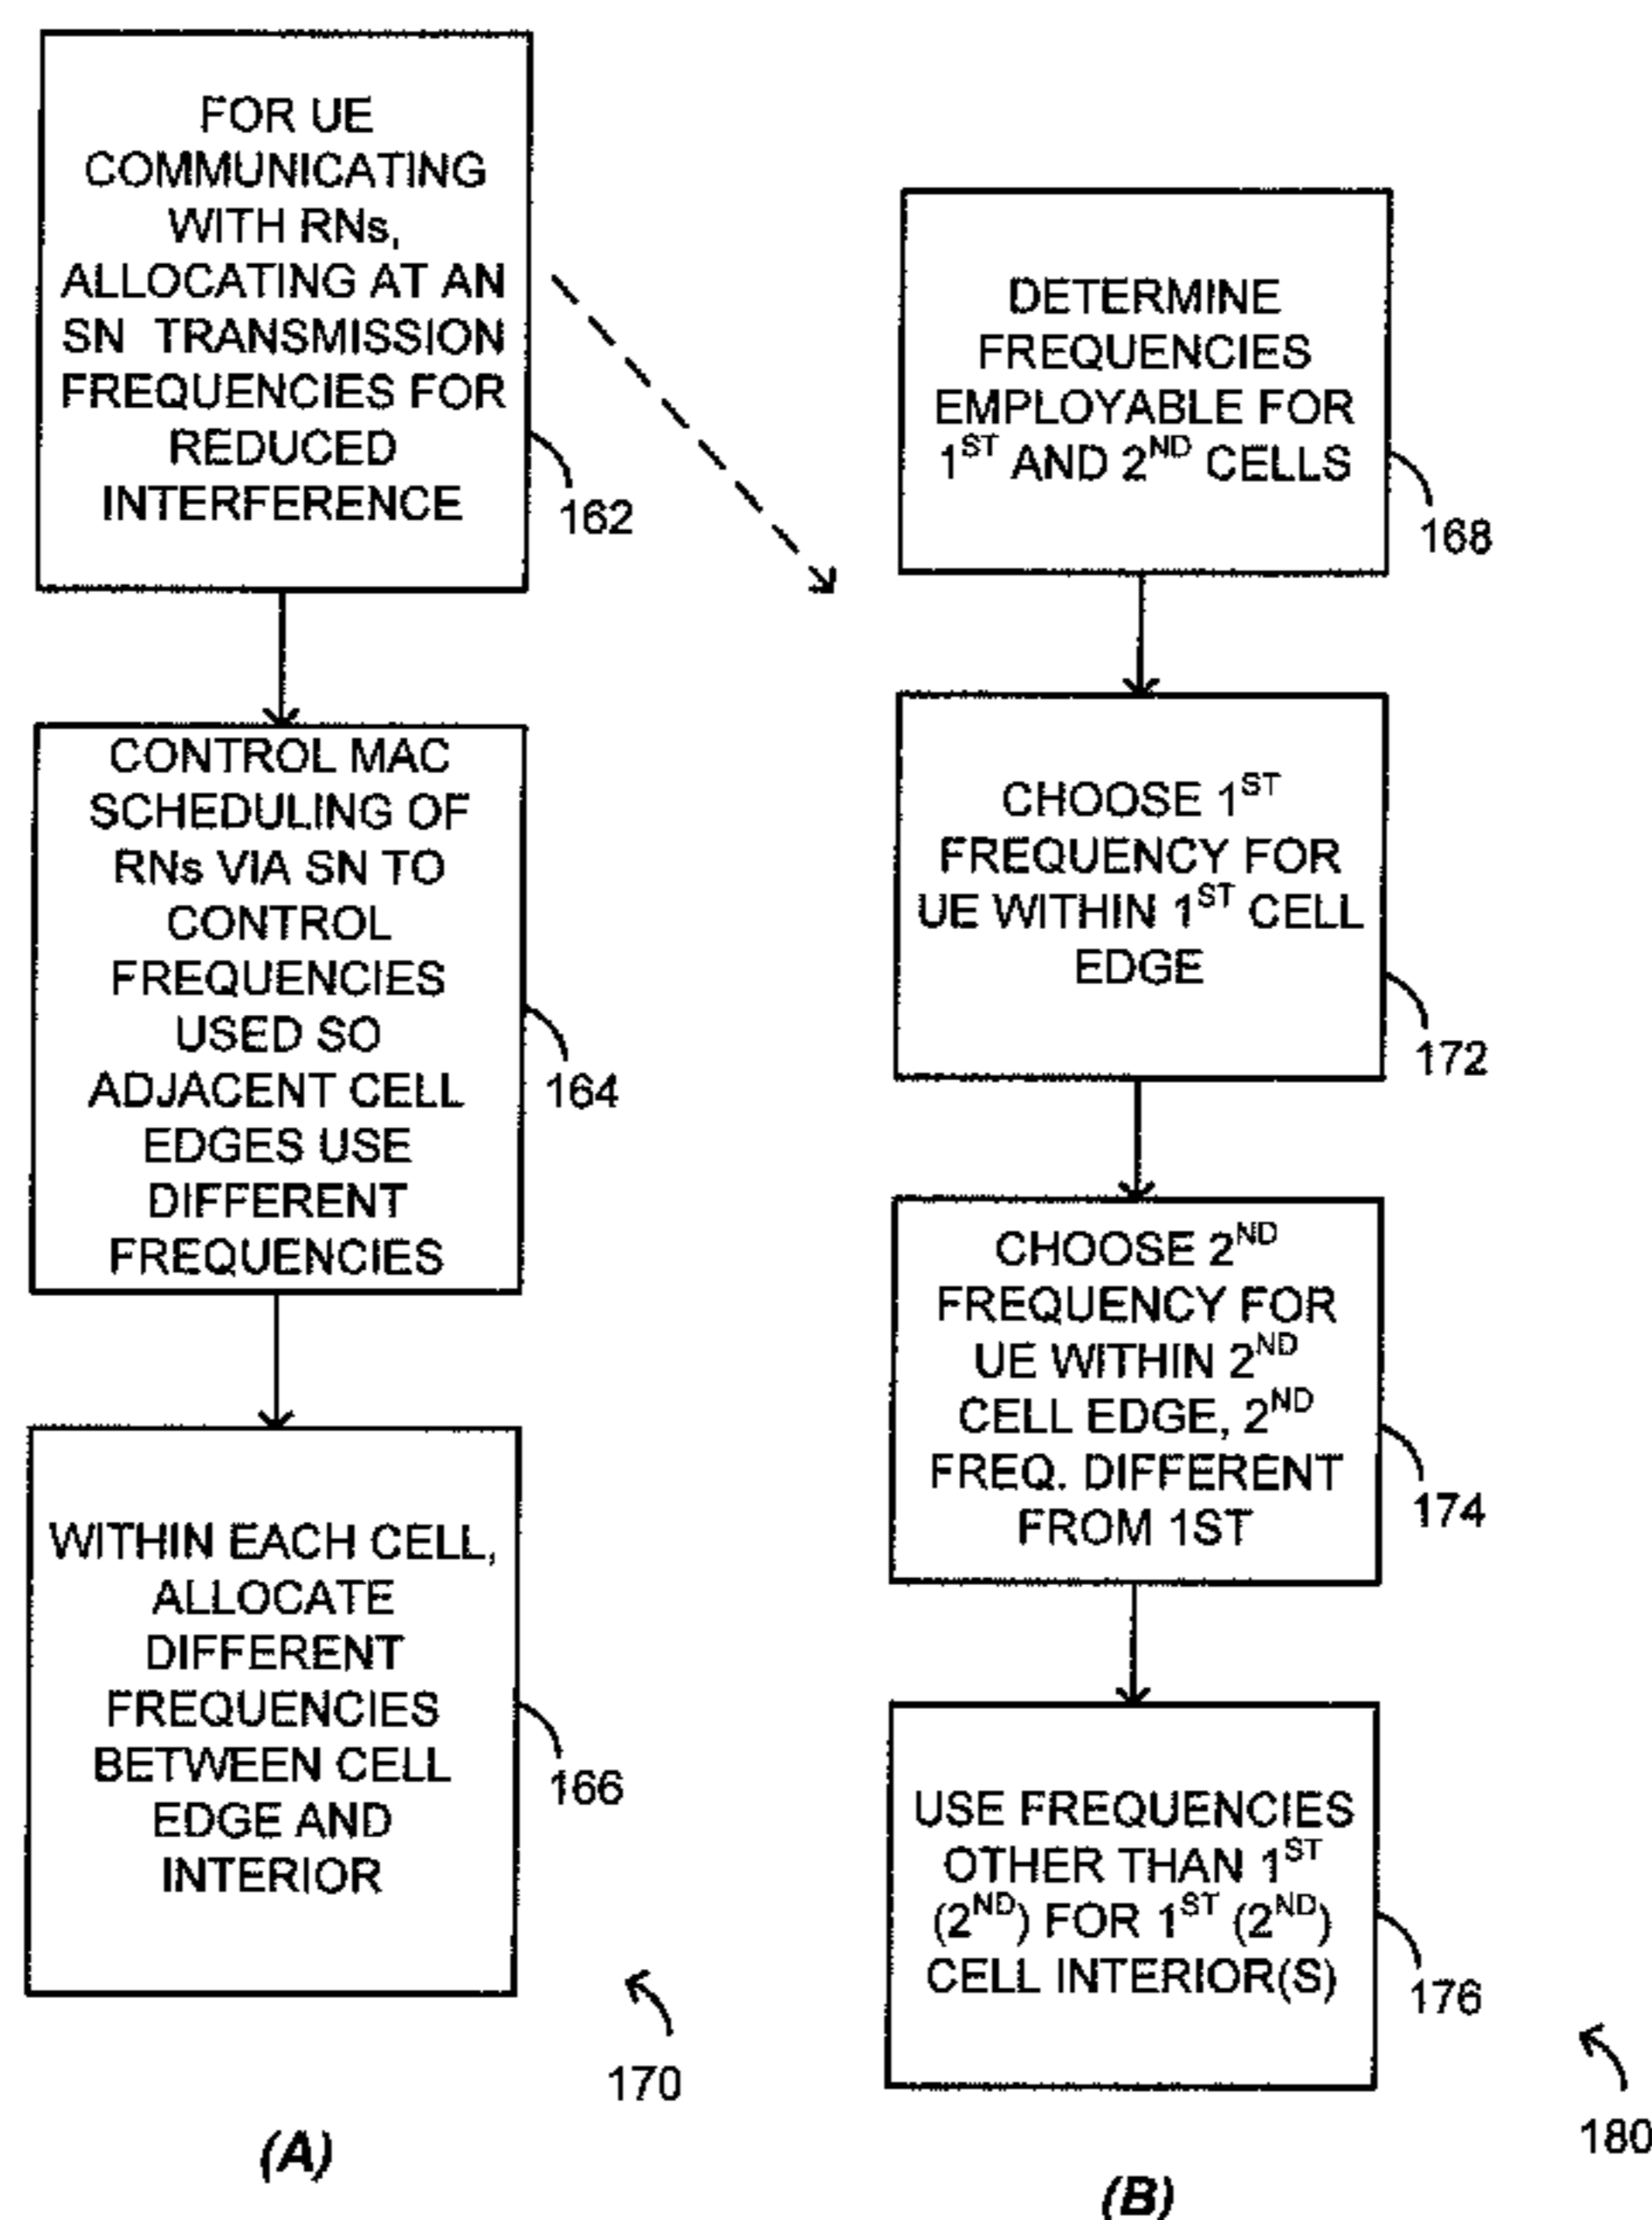 FOR UE
COMMUNICATING
WITH RNs,
ALLOCATING AT AN
SN TRANSMISSION
FREQUENCIES FOR
REDUCED
INTERFERENCE
162
CONTROL MAC
SCHEDULING OF
RNs VIA SN TO
CONTROL
FREQUENCIES
USED SO
ADJACENT CELL
EDGES USE
DIFFERENT
FREQUENCIES
164
WITHIN EACH CELL,
ALLOCATE
DIFFERENT
FREQUENCIES
BETWEEN CELL
EDGE AND
INTERIOR
166
170
(A)
DETERMINE
FREQUENCIES
EMPLOYABLE FOR
1ST AND 2ND CELLS
168
CHOOSE 1ST
FREQUENCY FOR
UE WITHIN 1ST CELL
EDGE
172
CHOOSE 2ND
FREQUENCY FOR
UE WITHIN 2ND
CELL EDGE, 2ND
FREQ. DIFFERENT
FROM 1ST
174
USE FREQUENCIES
OTHER THAN 1ST
(2ND) FOR 1ST (2ND)
CELL INTERIOR(S)
176
180
(B)